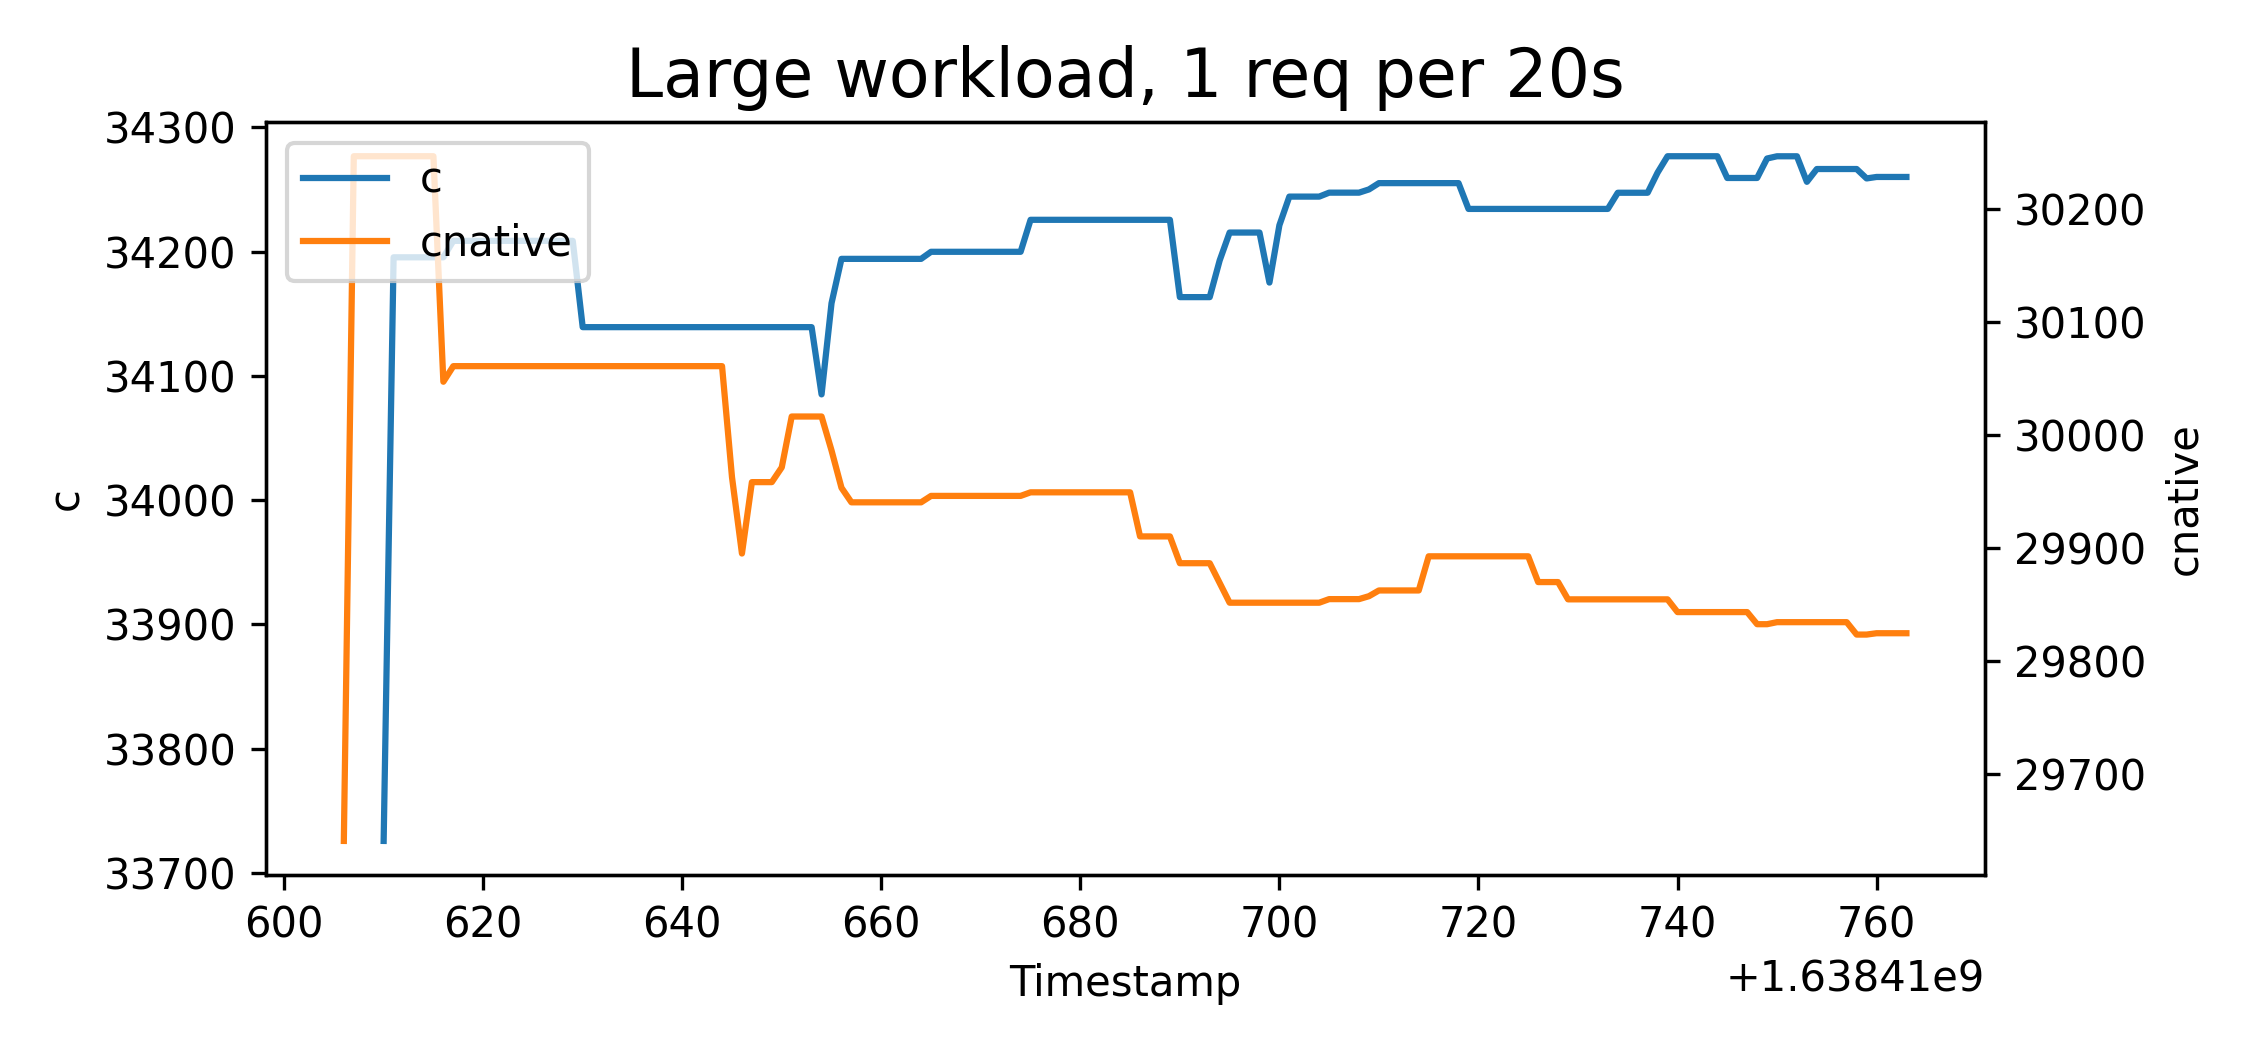 Large workload, 1 req per 20s
34300
34200
34100
34000
33900
33800
33700
c
c
cnative
30200
30100
30000
29900
29800
29700
cnative
600 620 640 660 680 700 720 740 760
Timestamp
+1.63841e9